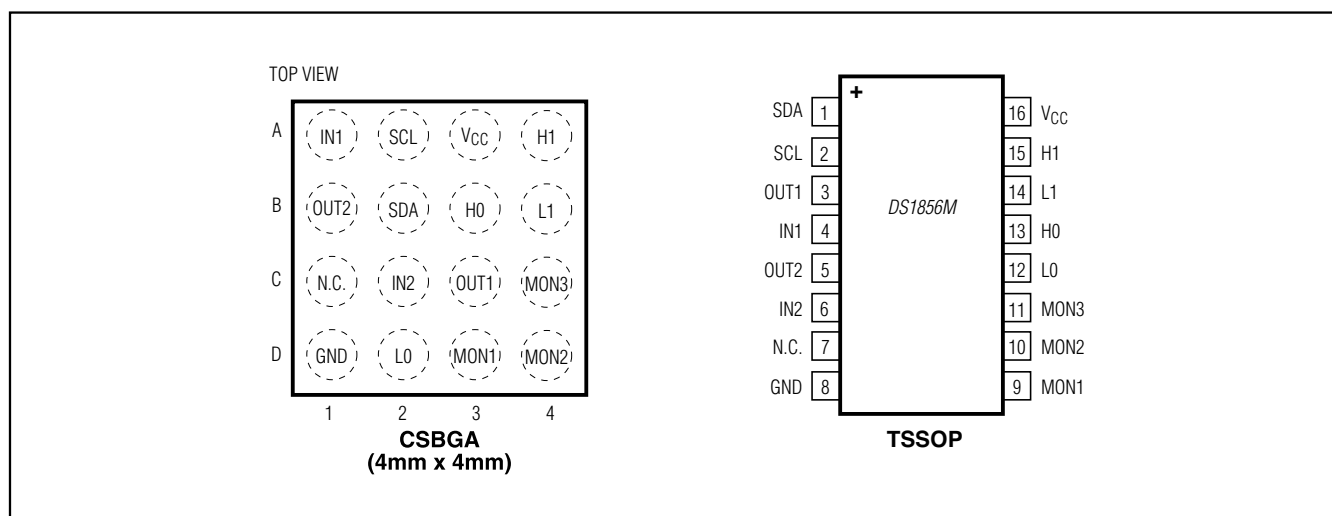 TOP VIEW
A IN1 SCL VCC H1
B OUT2 SDA H0 L1
C N.C. IN2 OUT1 MON3
D GND L0 MON1 MON2
1 2 3 4
CSBGA
(4mm x 4mm)
+
SDA 1 16 VCC
SCL 2 15 H1
OUT1 3 14 L1
DS1856M
IN1 4 13 H0
OUT2 5 12 L0
IN2 6 11 MON3
N.C. 7 10 MON2
GND 8 9 MON1
TSSOP